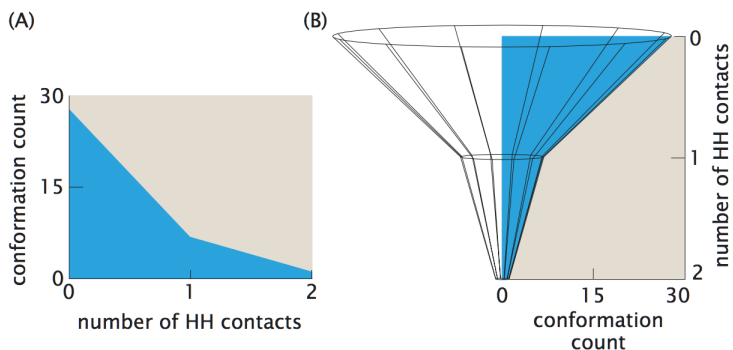 (A)
conformation count
30
15
0
0 1 2
number of HH contacts
(B)
0
1
2
number of HH contacts
0 15 30
conformation
count